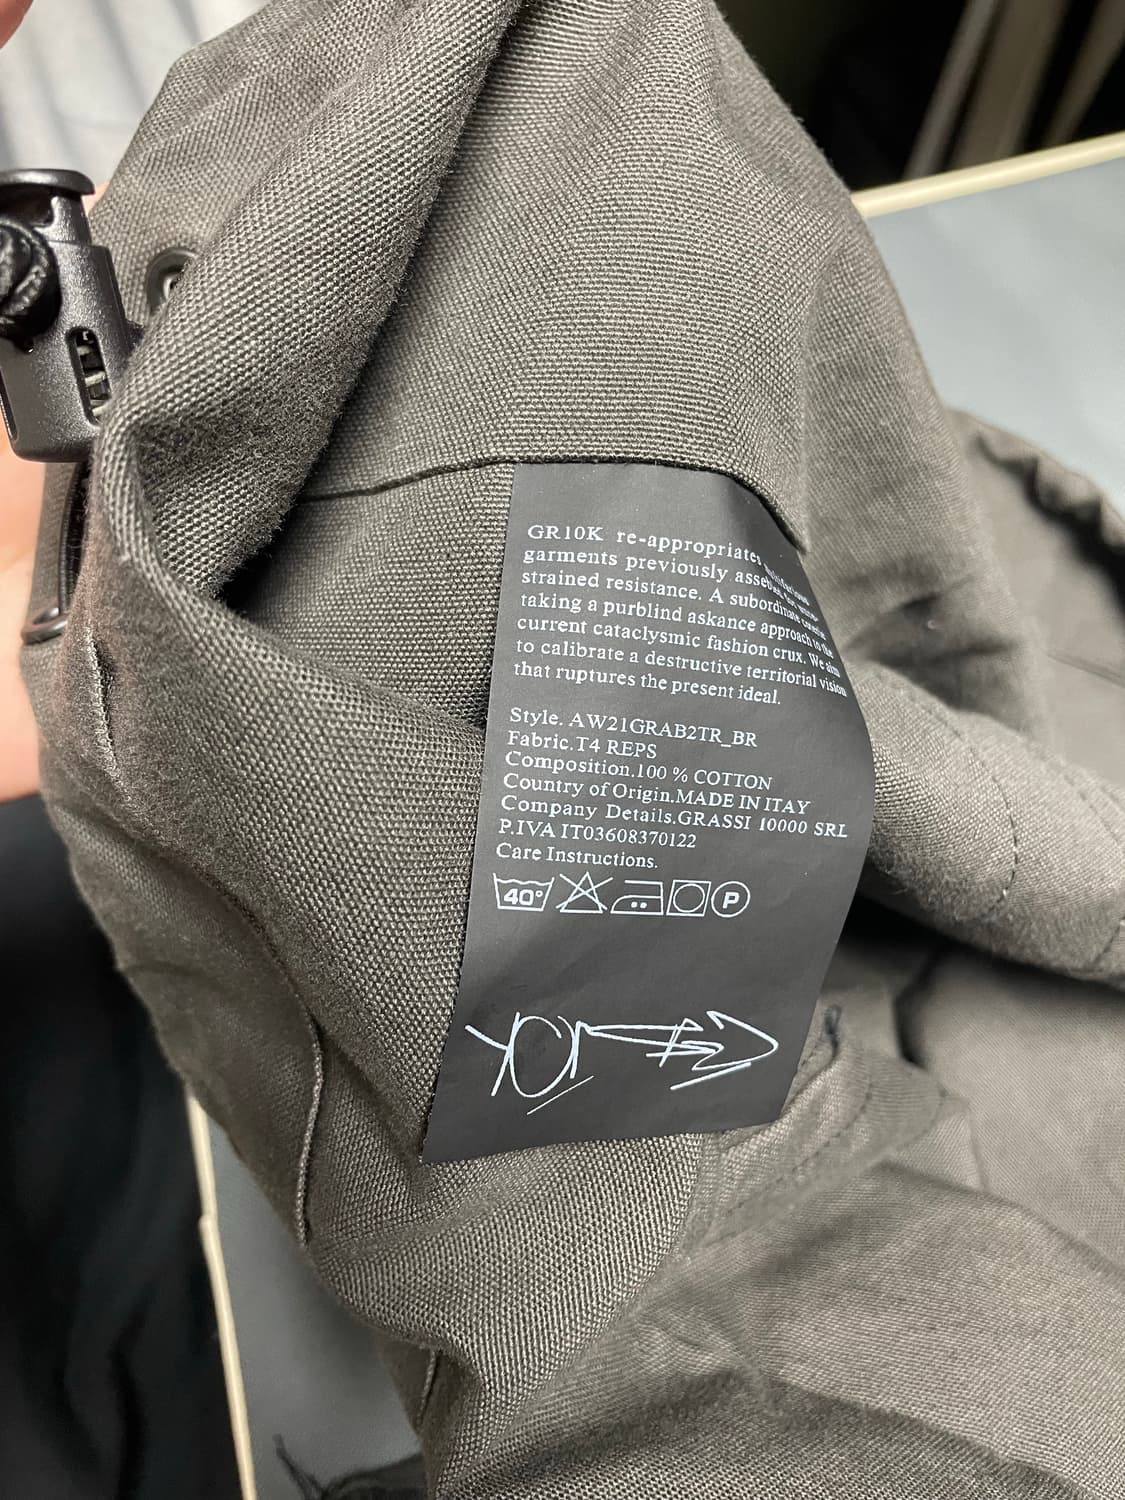 GR10K re-appropriates
garments previously
strained resistance. A subordinate
taking a purblind askance approach to the
current cataclysmic fashion crux. We aim
to calibrate a destructive territorial vision
that ruptures the present ideal.
Style. AW21GRAB2TR_BR
Fabric.T4 REPS
Composition.100 % COTTON
Country of Origin.MADE IN ITAY
Company Details.GRASSI 10000 SRL
P.IVA IT03608370122
Care Instructions.
40° P